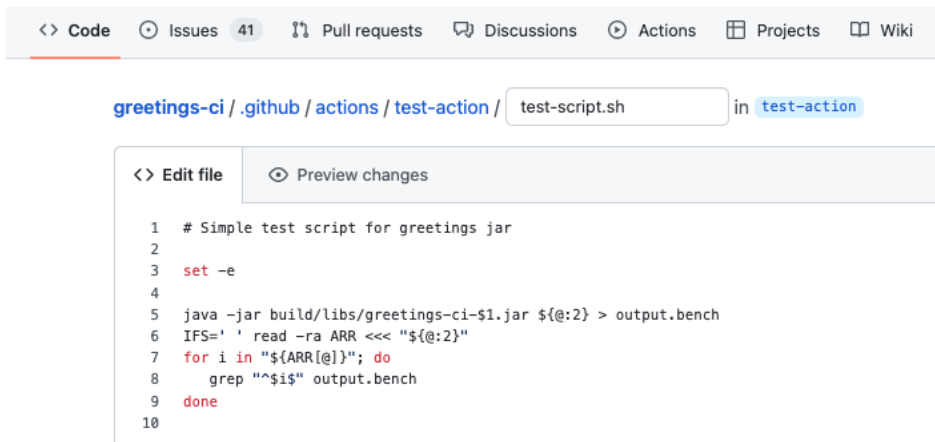 <> Code Issues 41 Pull requests Discussions Actions Projects Wiki
greetings-ci / .github / actions / test-action / test-script.sh in test-action
<> Edit file Preview changes
1 # Simple test script for greetings jar
2
3 set -e
4
5 java -jar build/libs/greetings-ci-$1.jar ${@:2} > output.bench
6 IFS=' ' read -ra ARR <<< "${@:2}"
7 for i in "${ARR[@]}"; do
8    grep "^$i$" output.bench
9 done
10